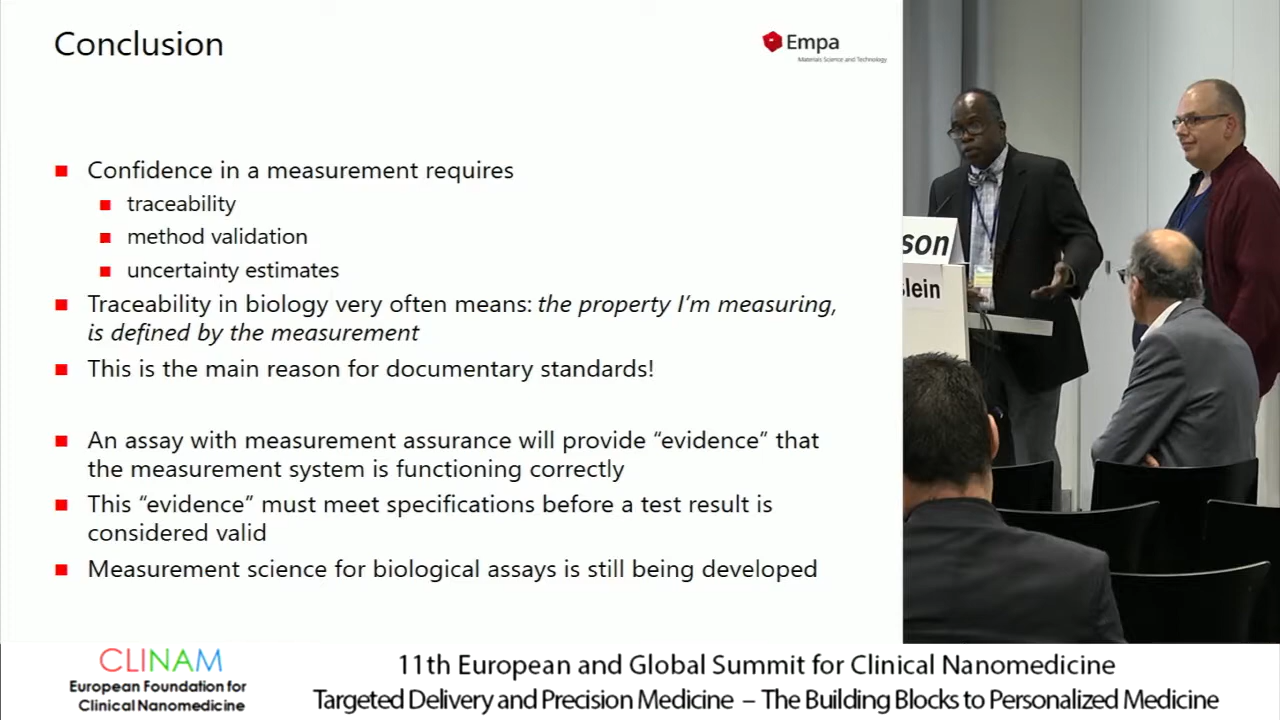 Conclusion
Empa
Materials Science and Technology
Confidence in a measurement requires
traceability
method validation
uncertainty estimates
Traceability in biology very often means: the property I’m measuring,
is defined by the measurement
This is the main reason for documentary standards!
An assay with measurement assurance will provide “evidence” that
the measurement system is functioning correctly
This “evidence” must meet specifications before a test result is
considered valid
Measurement science for biological assays is still being developed
son
lein
CLINAM
European Foundation for
Clinical Nanomedicine
11th European and Global Summit for Clinical Nanomedicine
Targeted Delivery and Precision Medicine – The Building Blocks to Personalized Medicine